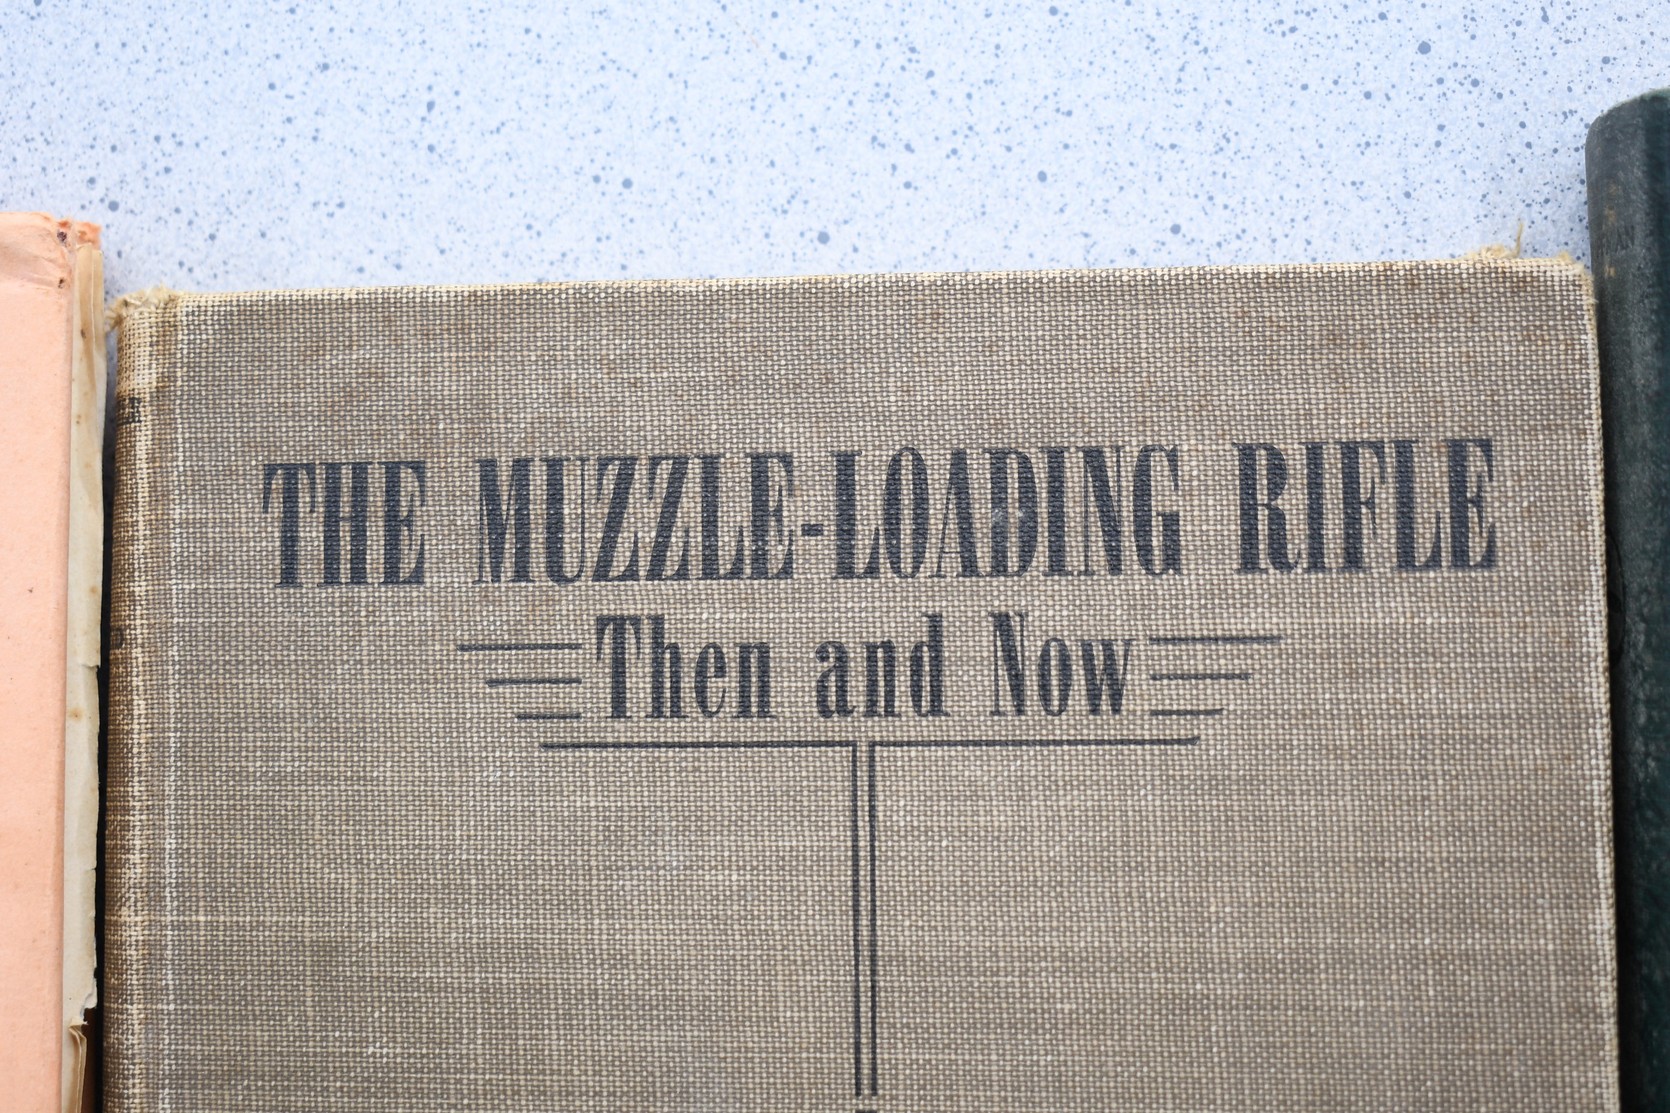 THE MUZZLE-LOADING RIFLE
Then and Now